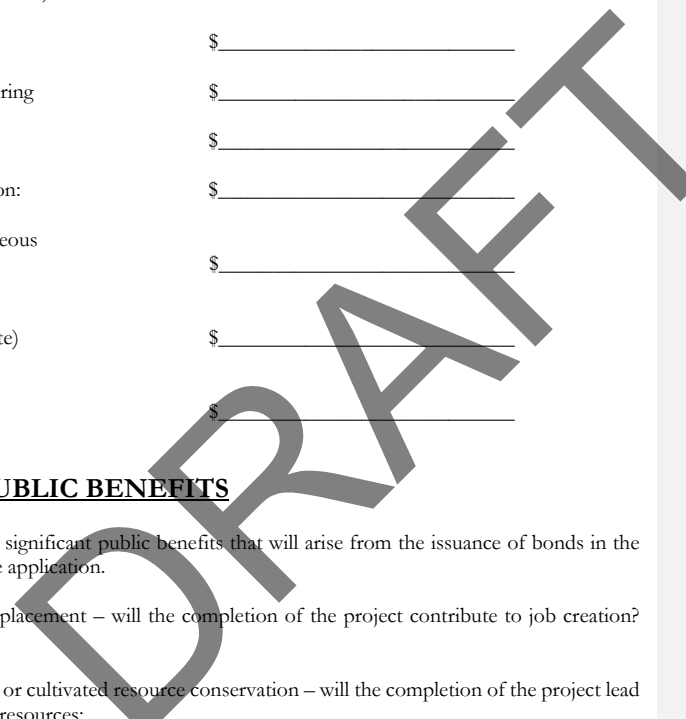 $
ring $
$
on: $
eous
$
te) $
$
UBLIC BENEFITS
significant public benefits that will arise from the issuance of bonds in the
e application.
placement – will the completion of the project contribute to job creation?
or cultivated resource conservation – will the completion of the project lead
resources:
DRAFT